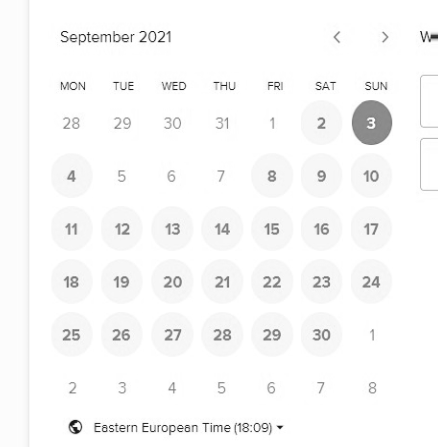 September 2021
MON TUE WED THU FRI SAT SUN
28 29 30 31 1 2 3
4 5 6 7 8 9 10
11 12 13 14 15 16 17
18 19 20 21 22 23 24
25 26 27 28 29 30 1
2 3 4 5 6 7 8
Eastern European Time (18:09)